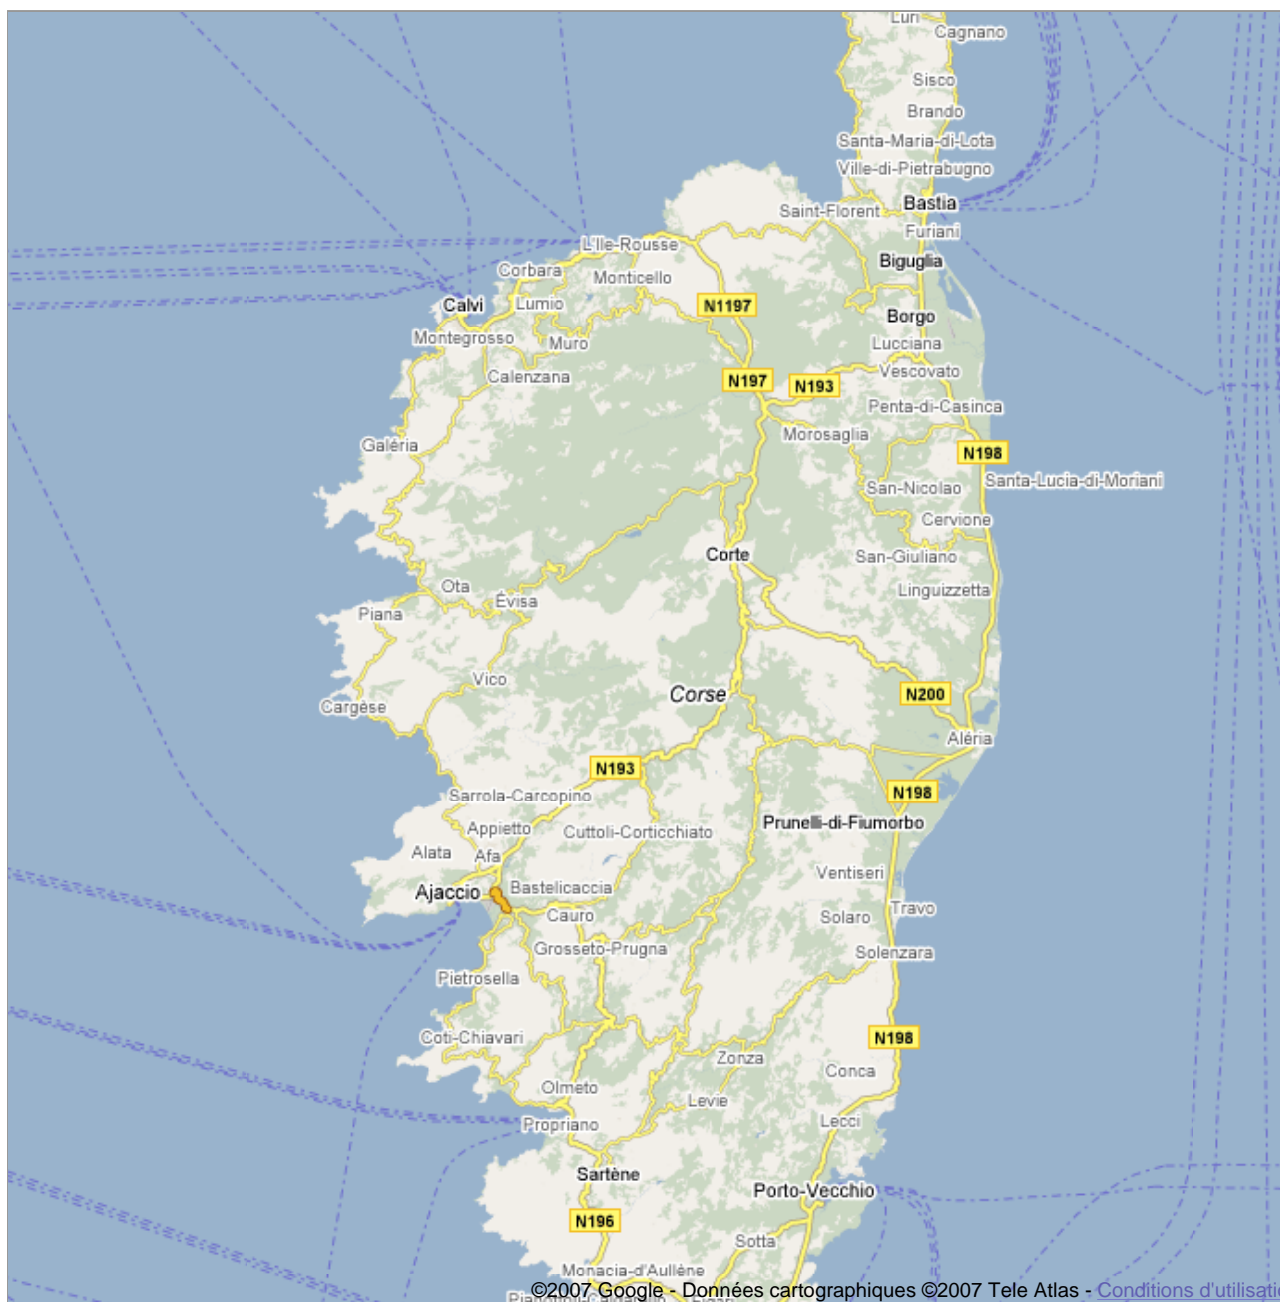 Luri
Cagnano
Sisco
Brando
Santa-Maria-di-Lota
Ville-di-Pietrabugno
Bastia
Saint-Florent
Furiani
L'Ile-Rousse
Biguglia
Corbara
Monticello
Calvi
Lumio
N1197
Borgo
Montegrosso
Muro
Lucciana
Vescovato
Calenzana
N197
N193
Penta-di-Casinca
Morosaglia
Galéria
N198
Santa-Lucia-di-Moriani
San-Nicolao
Cervione
Corte
San-Giuliano
Ota
Linguizzetta
Évisa
Piana
Vico
Corse
N200
Cargèse
Aléria
N193
N198
Sarrola-Carcopino
Prunelli-di-Fiumorbo
Appietto
Cuttoli-Corticchiato
Alata
Afa
Ventiseri
Ajaccio
Bastelicaccia
Travo
Cauro
Solaro
Grosseto-Prugna
Solenzara
Pietrosella
Coti-Chiavari
N198
Zonza
Conca
Olmeto
Levie
Propriano
Lecci
Sartène
Porto-Vecchio
N196
Sotta
Monacia-d'Aullène
©2007 Google - Données cartographiques ©2007 Tele Atlas - Conditions d'utilisati